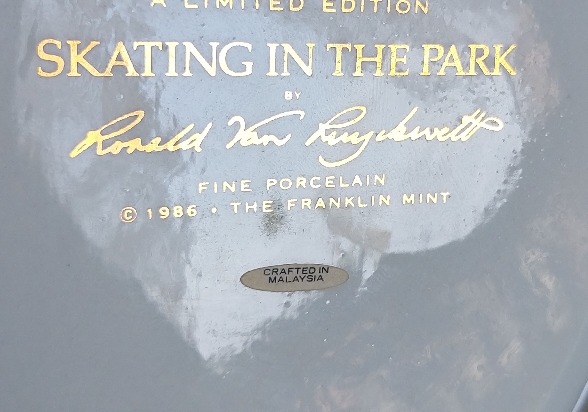 A LIMITED EDITION
SKATING IN THE PARK
BY
Ronald Van Ruyckevelt
FINE PORCELAIN
© 1986 • THE FRANKLIN MINT
CRAFTED IN
MALAYSIA